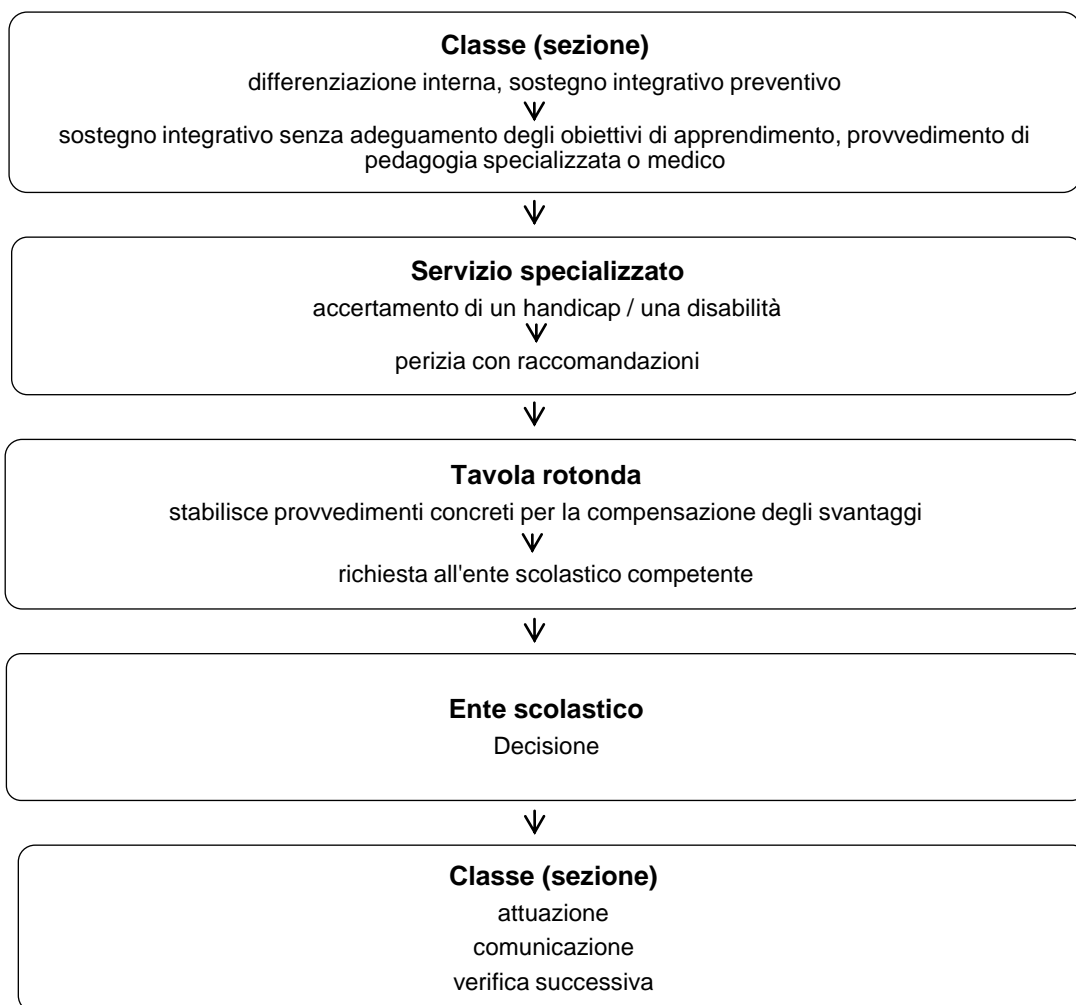 Classe (sezione)
differenziazione interna, sostegno integrativo preventivo
sostegno integrativo senza adeguamento degli obiettivi di apprendimento, provvedimento di
pedagogia specializzata o medico
Servizio specializzato
accertamento di un handicap / una disabilità
perizia con raccomandazioni
Tavola rotonda
stabilisce provvedimenti concreti per la compensazione degli svantaggi
richiesta all'ente scolastico competente
Ente scolastico
Decisione
Classe (sezione)
attuazione
comunicazione
verifica successiva